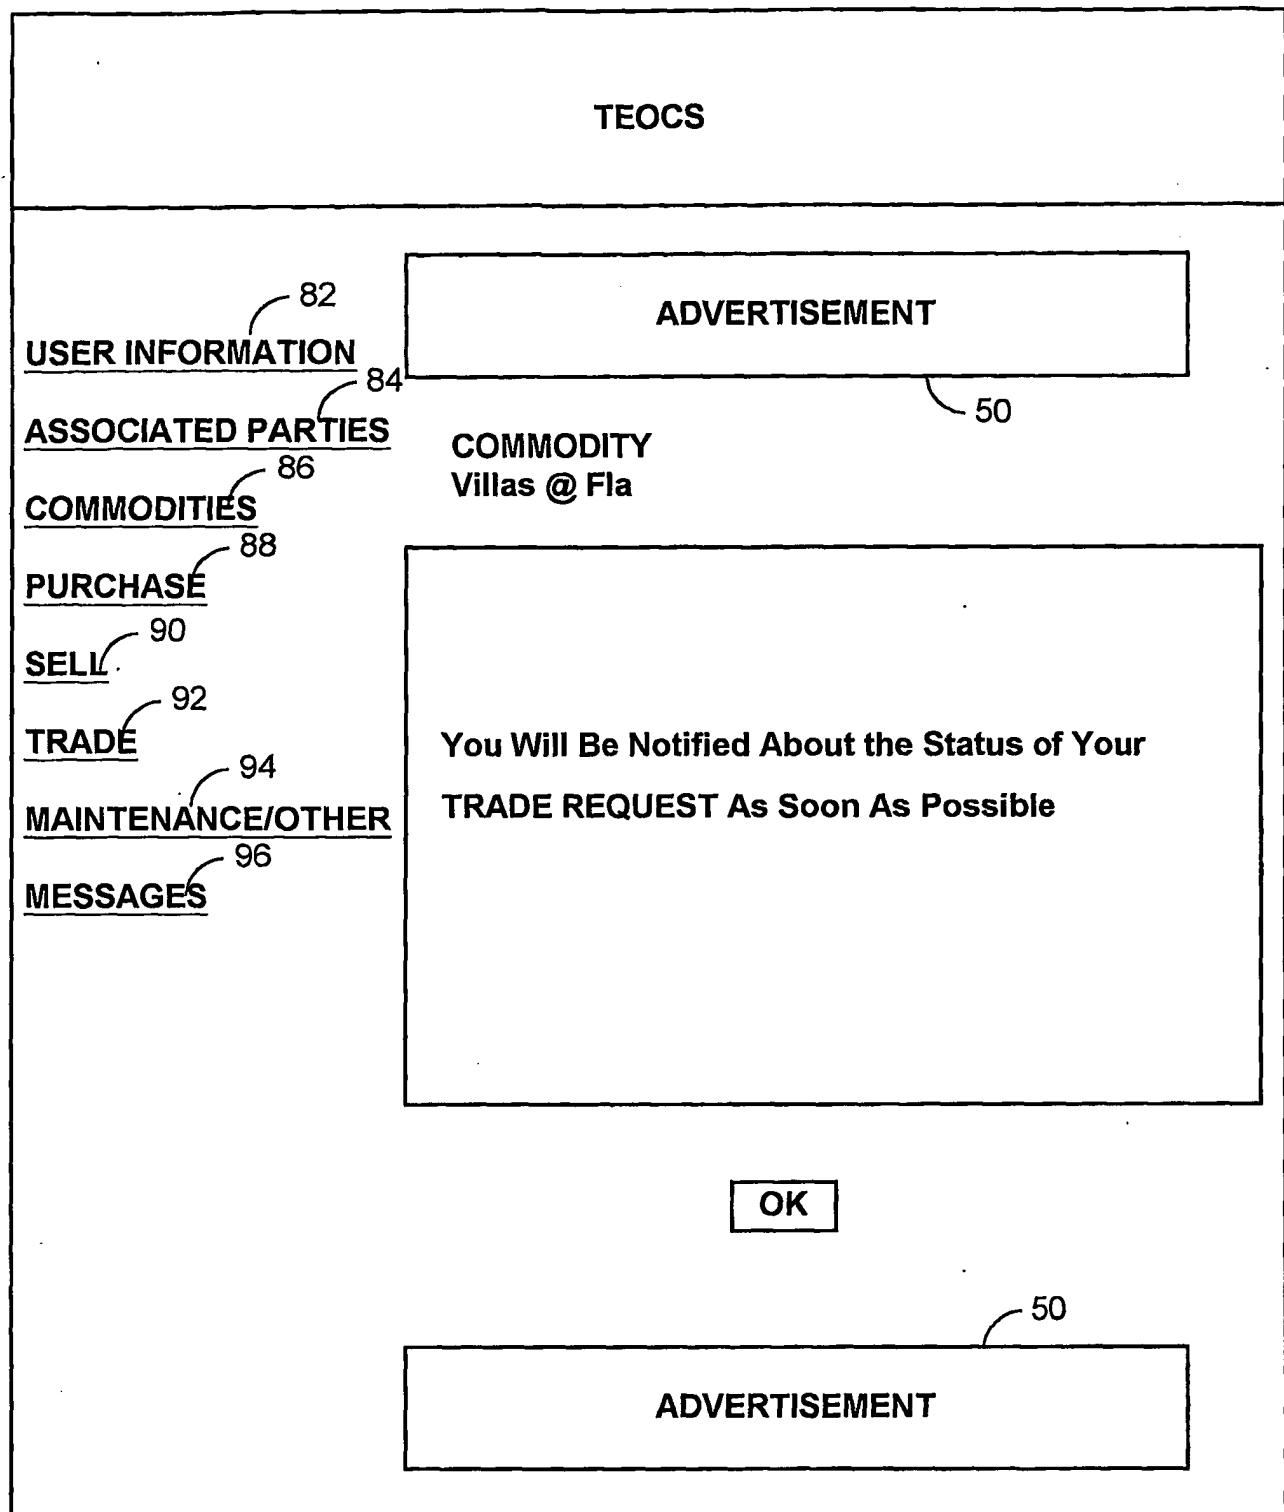 TEOCS
82
USER INFORMATION
84
ASSOCIATED PARTIES
86
COMMODITIES
88
PURCHASE
90
SELL
92
TRADE
94
MAINTENANCE/OTHER
96
MESSAGES
ADVERTISEMENT
50
COMMODITY
Villas @ Fla
You Will Be Notified About the Status of Your
TRADE REQUEST As Soon As Possible
OK
50
ADVERTISEMENT